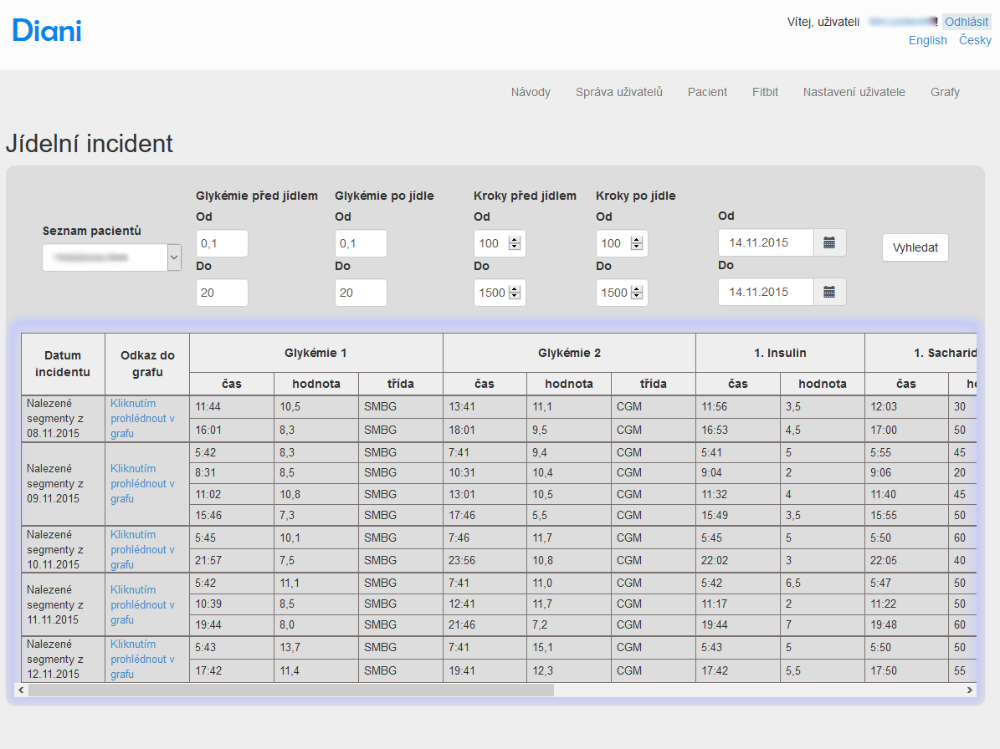 Diani
Vítej, uživateli ! Odhlásit
English Česky
Návody Správa uživatelů Pacient Fitbit Nastavení uživatele Grafy
Jídelní incident
Glykémie před jídlem Glykémie po jídle Kroky před jídlem Kroky po jídle
Od Od Od Od Od
Seznam pacientů
0,1 0,1 100 100 14.11.2015 Vyhledat
Do Do Do Do Do
20 20 1500 1500 14.11.2015
Datum incidentu Odkaz do grafu Glykémie 1 Glykémie 2 1. Insulin 1. Sacharid
čas hodnota třída čas hodnota třída čas hodnota čas ho
Nalezené segmenty z 08.11.2015 Kliknutím prohlédnout v grafu
11:44 10,5 SMBG 13:41 11,1 CGM 11:56 3,5 12:03 30
16:01 8,3 SMBG 18:01 9,5 CGM 16:53 4,5 17:00 50
Nalezené segmenty z 09.11.2015 Kliknutím prohlédnout v grafu
5:42 8,3 SMBG 7:41 9,4 CGM 5:41 5 5:55 45
8:31 8,5 SMBG 10:31 10,4 CGM 9:04 2 9:06 20
11:02 10,8 SMBG 13:01 10,5 CGM 11:32 4 11:40 45
15:46 7,3 SMBG 17:46 5,5 CGM 15:49 3,5 15:55 50
Nalezené segmenty z 10.11.2015 Kliknutím prohlédnout v grafu
5:45 10,1 SMBG 7:46 11,7 CGM 5:45 5 5:50 60
21:57 7,5 SMBG 23:56 10,8 CGM 22:02 3 22:05 40
Nalezené segmenty z 11.11.2015 Kliknutím prohlédnout v grafu
5:42 11,1 SMBG 7:41 11,0 CGM 5:42 6,5 5:47 50
10:39 8,5 SMBG 12:41 11,7 CGM 11:17 2 11:22 50
19:44 8,0 SMBG 21:46 7,2 CGM 19:44 7 19:48 60
Nalezené segmenty z 12.11.2015 Kliknutím prohlédnout v grafu
5:43 13,7 SMBG 7:41 15,1 CGM 5:43 5 5:50 50
17:42 11,4 SMBG 19:41 12,3 CGM 17:42 5,5 17:50 55